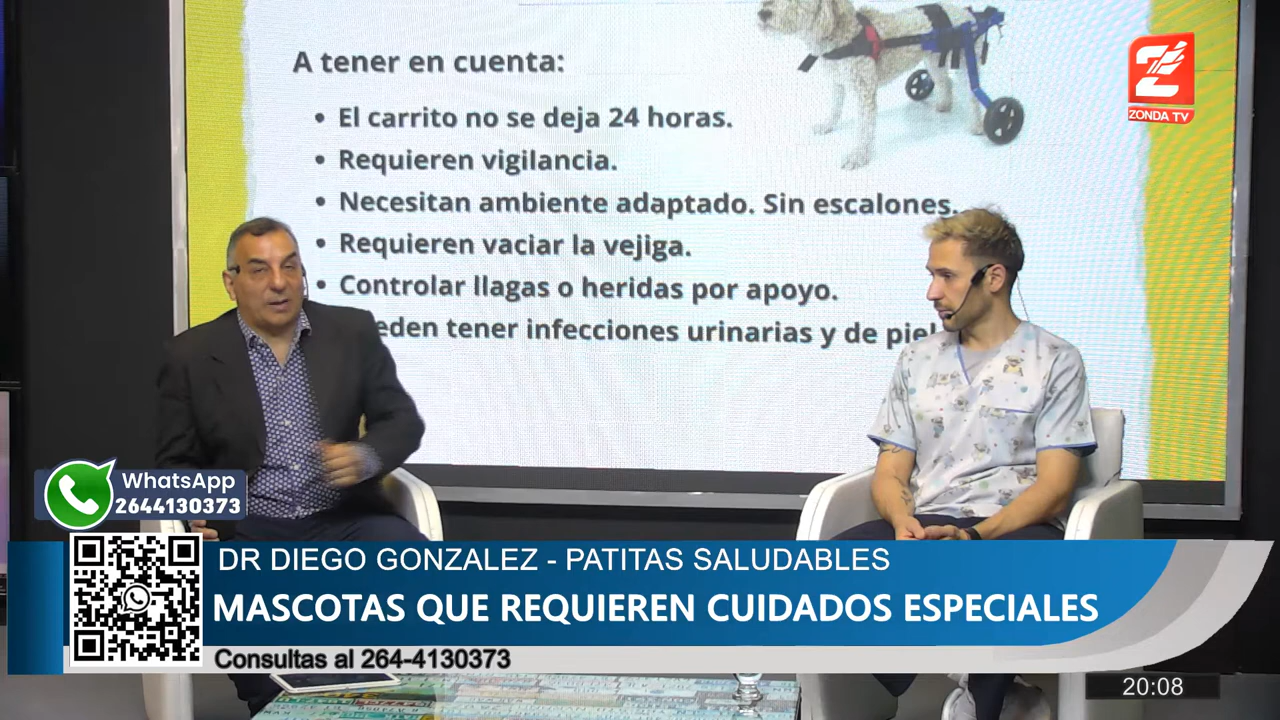 A tener en cuenta:
• El carrito no se deja 24 horas.
• Requieren vigilancia.
• Necesitan ambiente adaptado. Sin escalones.
• Requieren vaciar la vejiga.
• Controlar llagas o heridas por apoyo.
tener infecciones urinarias y de piel
ZONDA TV
WhatsApp
2644130373
DR DIEGO GONZALEZ - PATITAS SALUDABLES
MASCOTAS QUE REQUIEREN CUIDADOS ESPECIALES
Consultas al 264-4130373
20:08